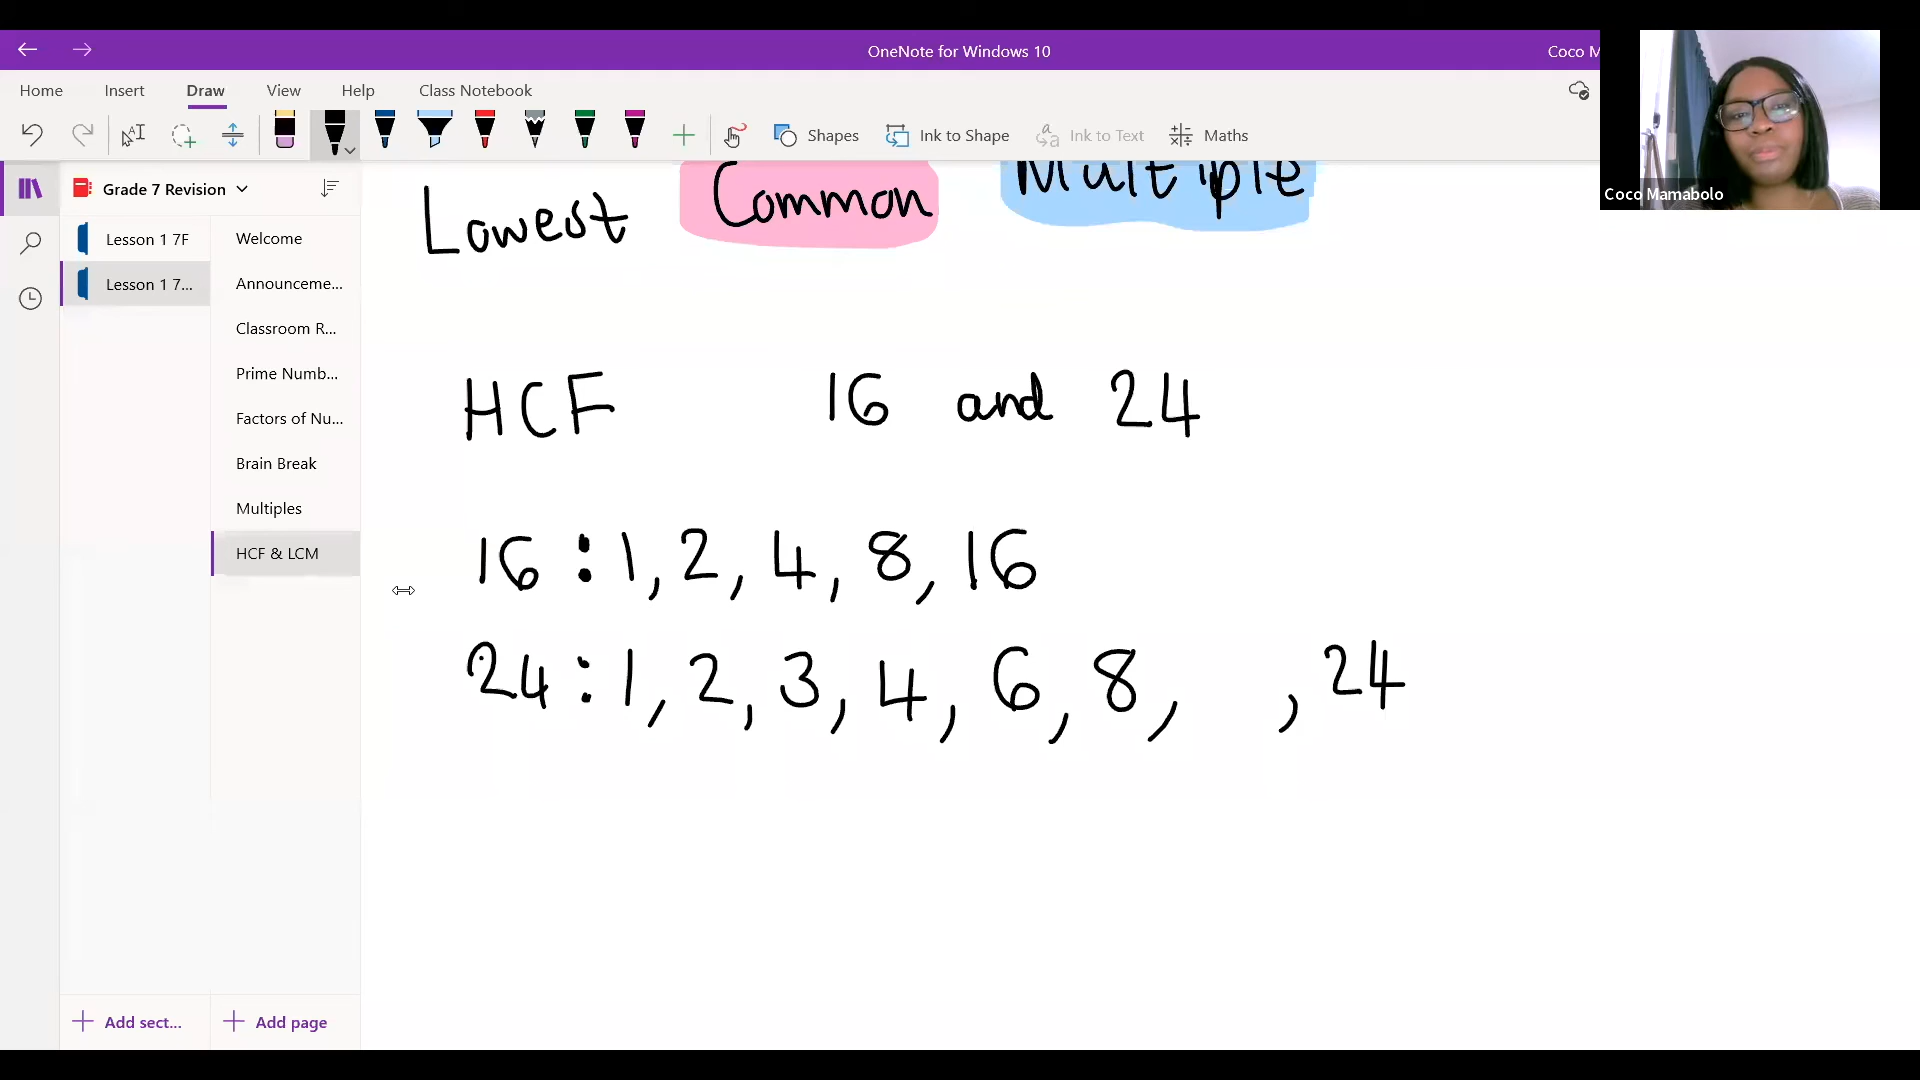 OneNote for Windows 10
Coco M
Home Insert Draw View Help Class Notebook
Shapes Ink to Shape Ink to Text Maths
Coco Mamabolo
Grade 7 Revision
Lesson 1 7F
Lesson 1 7...
Welcome
Announceme...
Classroom R...
Prime Numb...
Factors of Nu...
Brain Break
Multiples
HCF & LCM
Add sect...
Add page
Lowest Common Multiple
HCF 16 and 24
16 : 1, 2, 4, 8, 16
24 : 1, 2, 3, 4, 6, 8, , 24